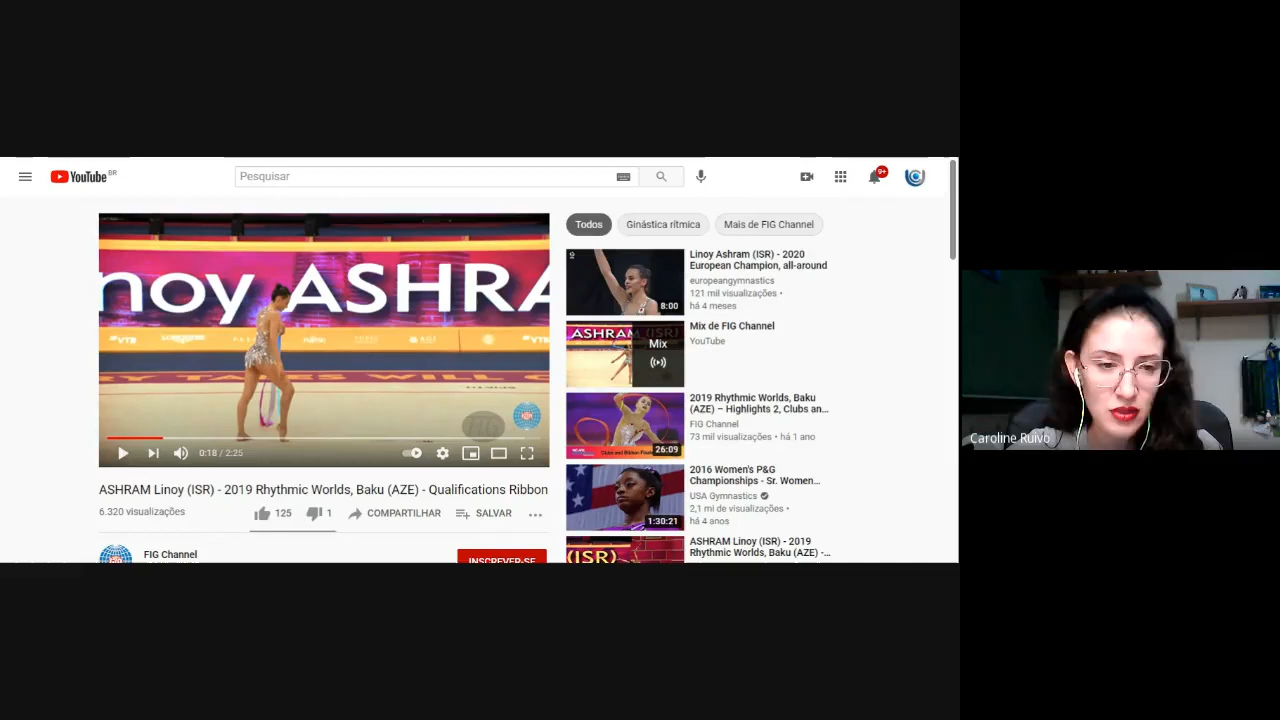 YouTube BR
Pesquisar
9+
noy ASHRA
0:18 / 2:25
ASHRAM Linoy (ISR) - 2019 Rhythmic Worlds, Baku (AZE) - Qualifications Ribbon
6.320 visualizações
125
1
COMPARTILHAR
SALVAR
FIG Channel
INSCREVER-SE
Todos
Ginástica rítmica
Mais de FIG Channel
8:00
Linoy Ashram (ISR) - 2020
European Champion, all-around
europeangymnastics
121 mil visualizações •
há 4 meses
ASHRAM (ISR)
Mix
Mix de FIG Channel
YouTube
26:09
2019 Rhythmic Worlds, Baku
(AZE) – Highlights 2, Clubs an...
FIG Channel
73 mil visualizações • há 1 ano
1:30:21
2016 Women's P&G
Championships - Sr. Women...
USA Gymnastics
2,1 mi de visualizações •
há 4 anos
(ISR)
ASHRAM Linoy (ISR) - 2019
Rhythmic Worlds, Baku (AZE) -...
Caroline Ruivo